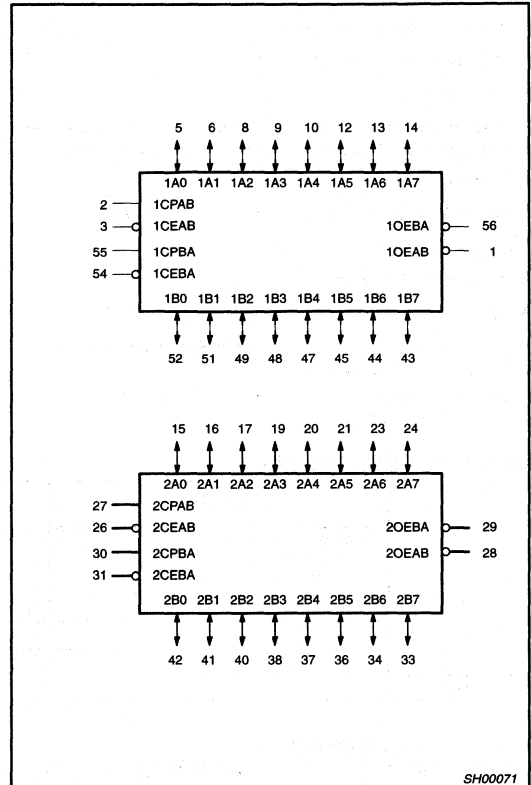 5 6 8 9 10 12 13 14
1A0 1A1 1A2 1A3 1A4 1A5 1A6 1A7
2 1CPAB
3 1CEAB 1OEBA 56
55 1CPBA 1OEAB 1
54 1CEBA
1B0 1B1 1B2 1B3 1B4 1B5 1B6 1B7
52 51 49 48 47 45 44 43
15 16 17 19 20 21 23 24
2A0 2A1 2A2 2A3 2A4 2A5 2A6 2A7
27 2CPAB
26 2CEAB 2OEBA 29
30 2CPBA 2OEAB 28
31 2CEBA
2B0 2B1 2B2 2B3 2B4 2B5 2B6 2B7
42 41 40 38 37 36 34 33
SH00071